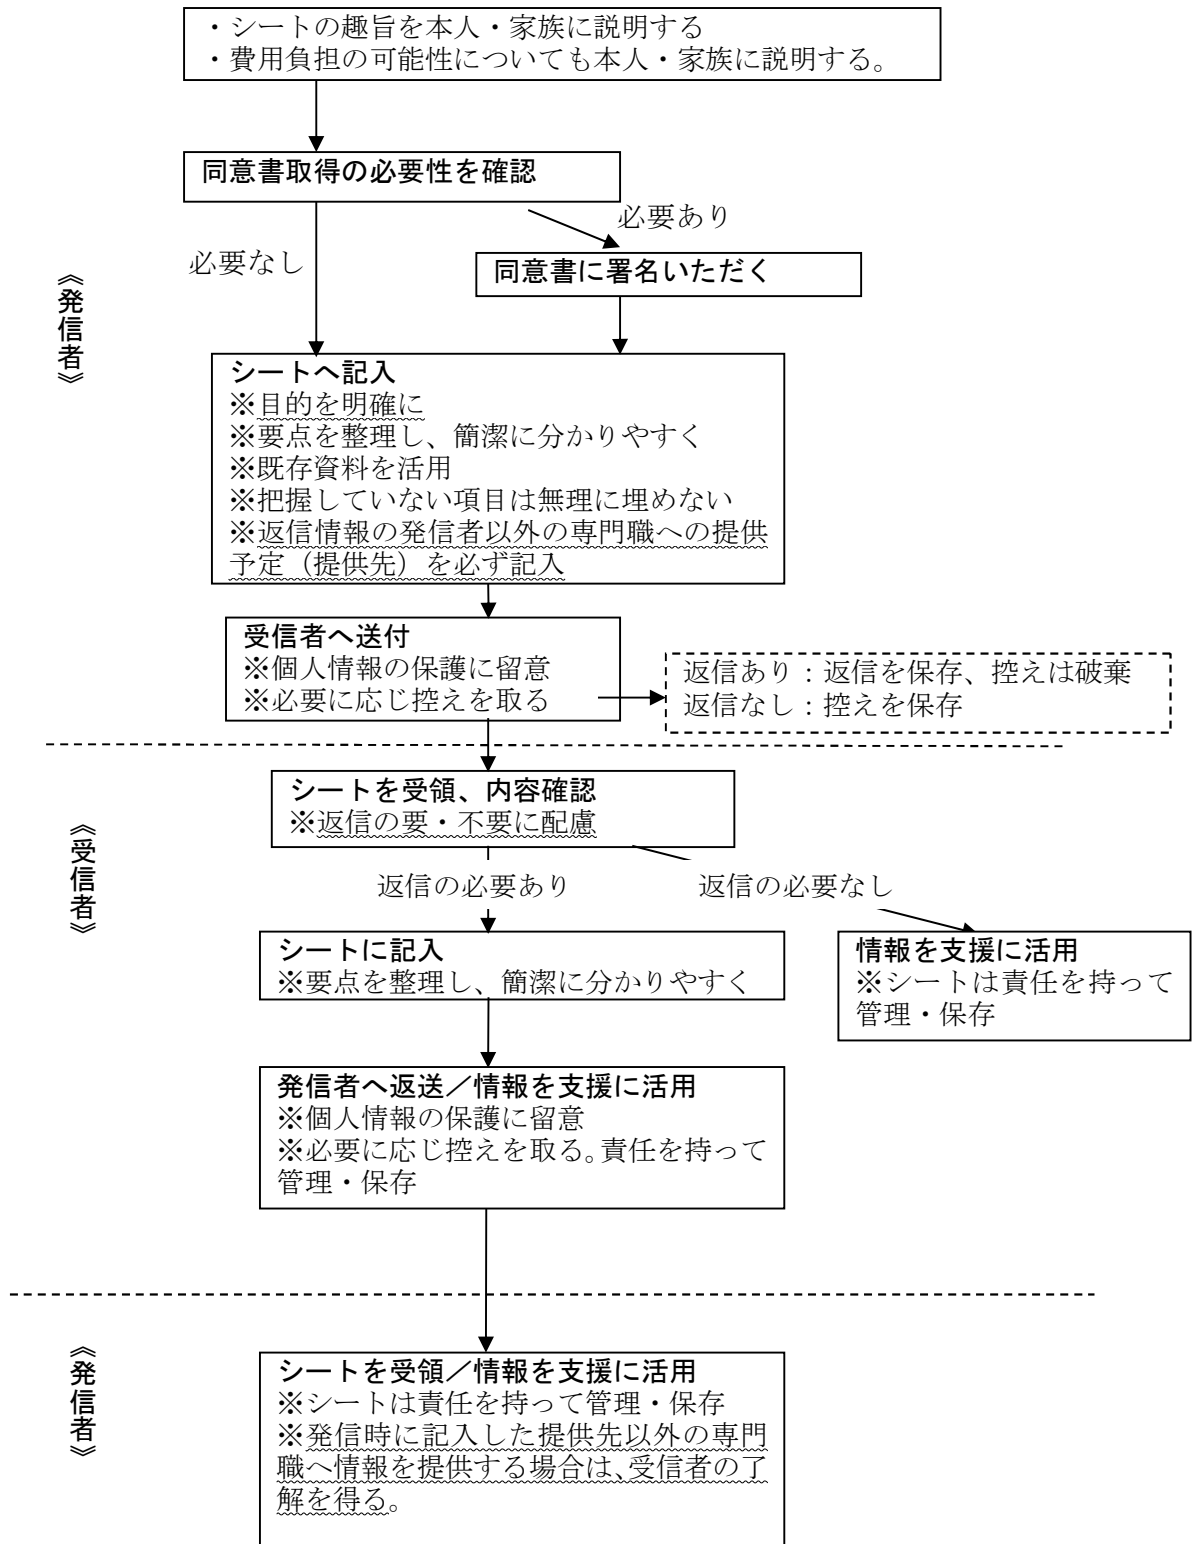 ・シートの趣旨を本人・家族に説明する
・費用負担の可能性についても本人・家族に説明する。
《発信者》
同意書取得の必要性を確認
必要あり
必要なし
同意書に署名いただく
シートへ記入
※目的を明確に
※要点を整理し、簡潔に分かりやすく
※既存資料を活用
※把握していない項目は無理に埋めない
※返信情報の発信者以外の専門職への提供
予定（提供先）を必ず記入
受信者へ送付
※個人情報の保護に留意
※必要に応じ控えを取る
返信あり：返信を保存、控えは破棄
返信なし：控えを保存
《受信者》
シートを受領、内容確認
※返信の要・不要に配慮
返信の必要あり
返信の必要なし
シートに記入
※要点を整理し、簡潔に分かりやすく
情報を支援に活用
※シートは責任を持って
管理・保存
発信者へ返送／情報を支援に活用
※個人情報の保護に留意
※必要に応じ控えを取る。責任を持って
管理・保存
《発信者》
シートを受領／情報を支援に活用
※シートは責任を持って管理・保存
※発信時に記入した提供先以外の専門
職へ情報を提供する場合は、受信者の了
解を得る。